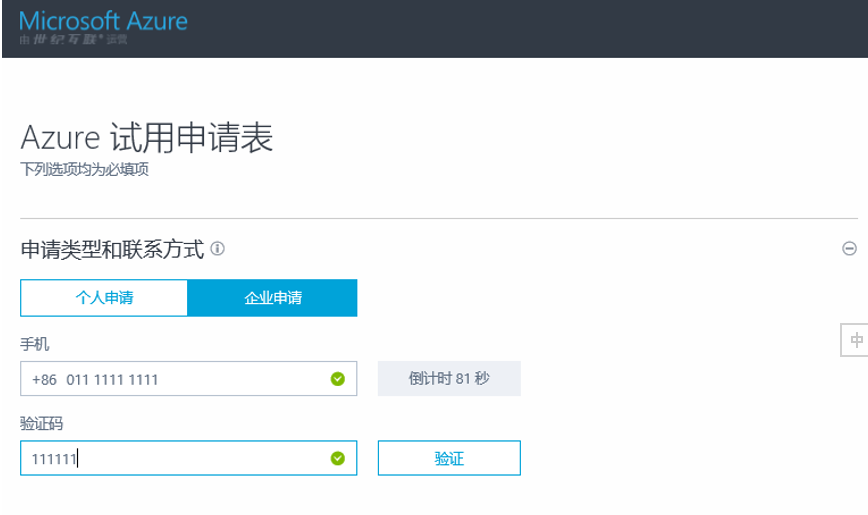 Microsoft Azure
由世纪互联运营
Azure 试用申请表
下列选项均为必填项
申请类型和联系方式
个人申请
企业申请
手机
+86 011 1111 1111
倒计时 81 秒
验证码
111111
验证
中